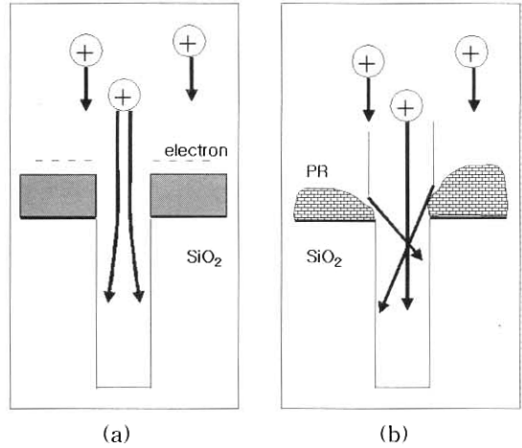 +
+
+
electron
SiO₂
(a)
+
+
+
PR
SiO₂
(b)